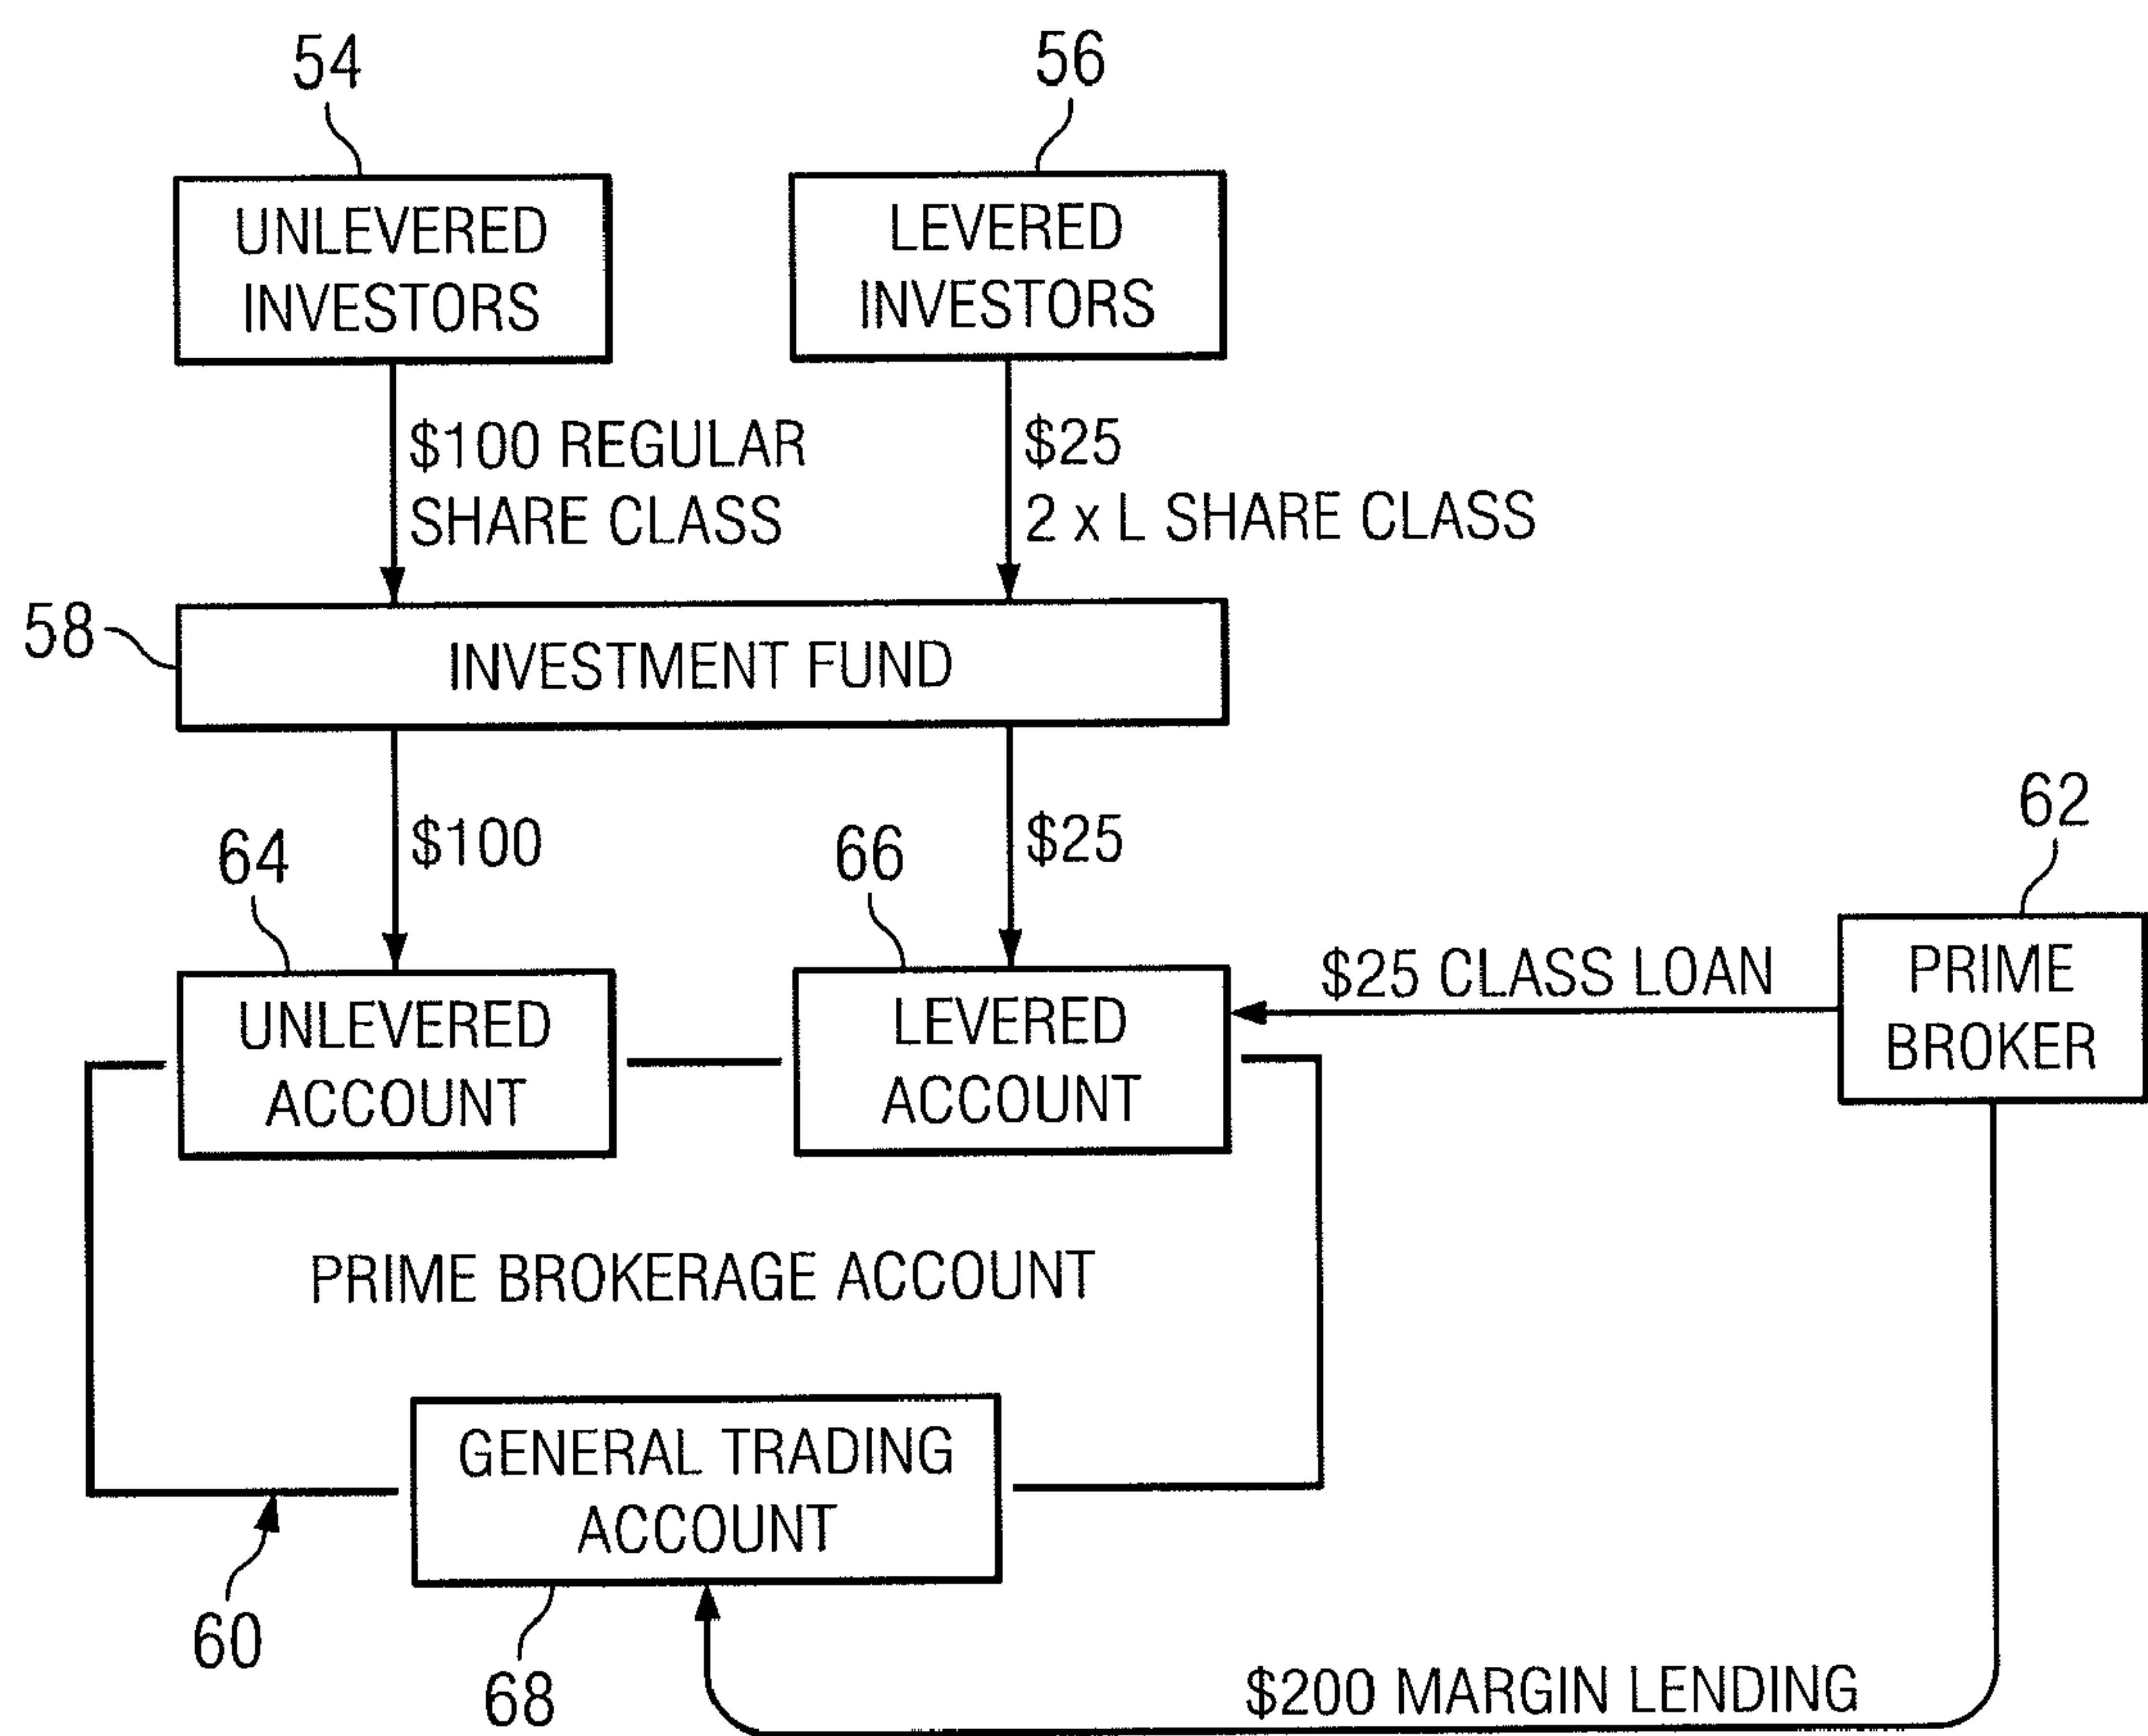 54
56
UNLEVERED
INVESTORS
LEVERED
INVESTORS
$100 REGULAR
SHARE CLASS
$25
2 x L SHARE CLASS
58
INVESTMENT FUND
64
$100
66
$25
62
UNLEVERED
ACCOUNT
LEVERED
ACCOUNT
$25 CLASS LOAN
PRIME
BROKER
PRIME BROKERAGE ACCOUNT
GENERAL TRADING
ACCOUNT
60
68
$200 MARGIN LENDING